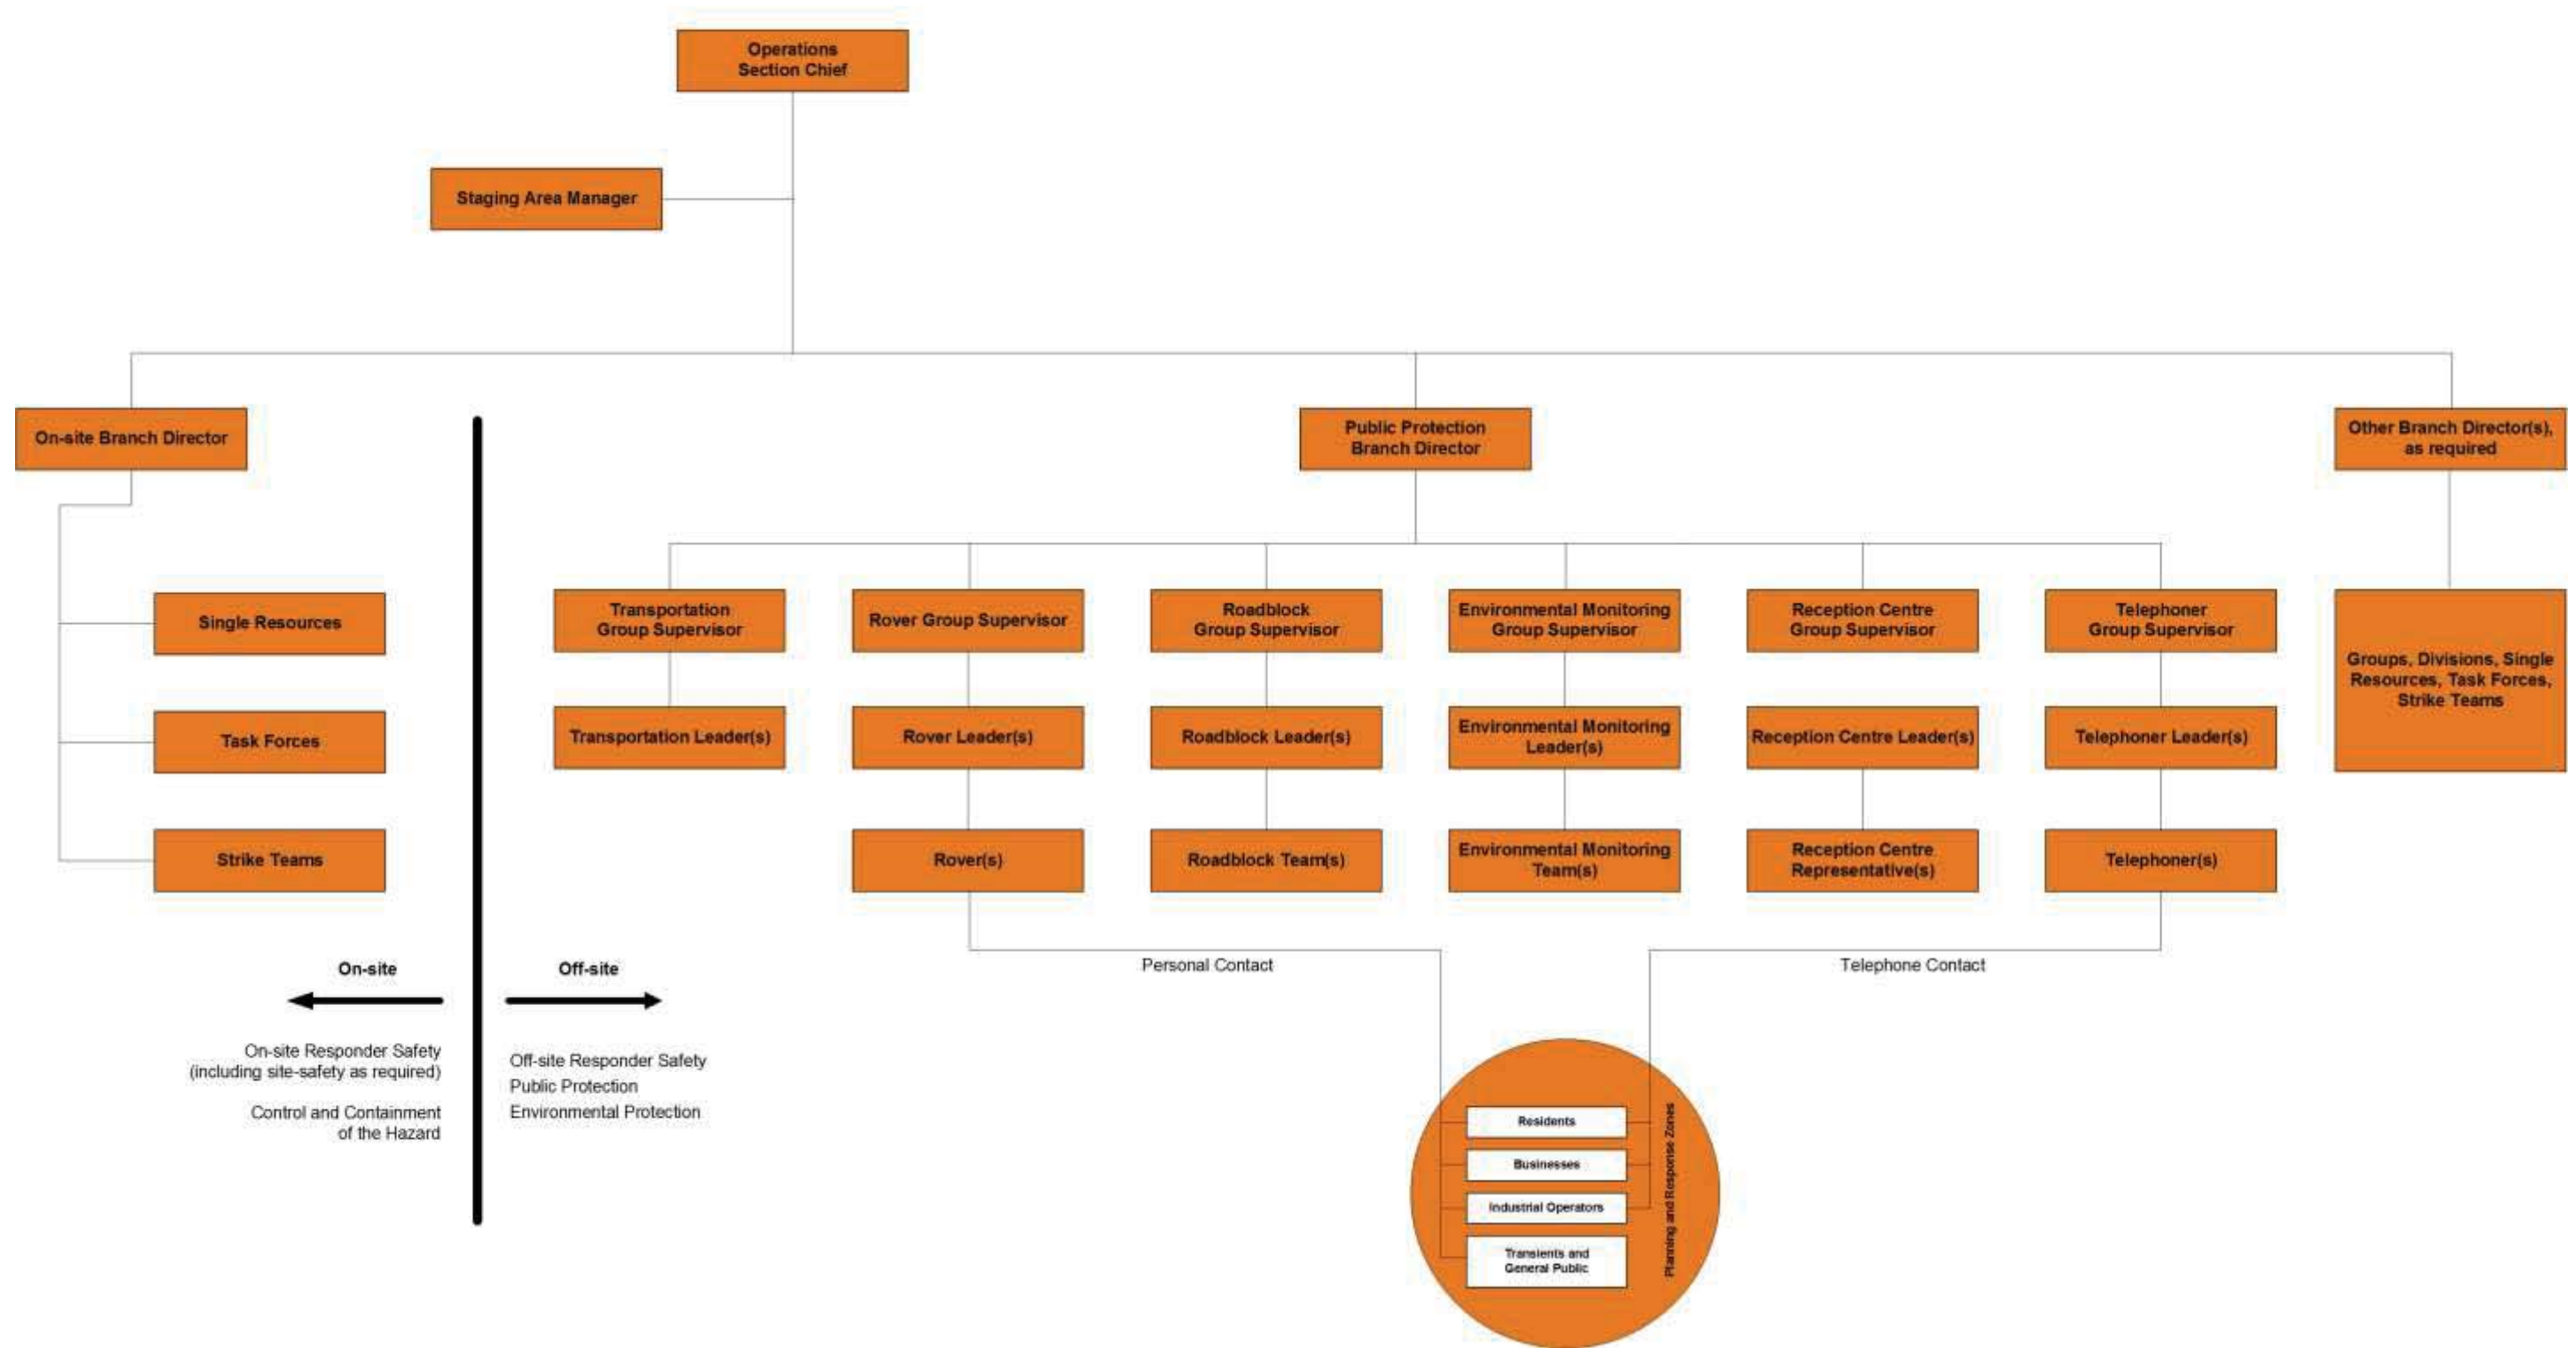 Operations
Section Chief
Staging Area Manager
On-site Branch Director
Public Protection
Branch Director
Other Branch Director(s),
as required
Single Resources
Task Forces
Strike Teams
Transportation
Group Supervisor
Transportation Leader(s)
Rover Group Supervisor
Rover Leader(s)
Rover(s)
Roadblock
Group Supervisor
Roadblock Leader(s)
Roadblock Team(s)
Environmental Monitoring
Group Supervisor
Environmental Monitoring
Leader(s)
Environmental Monitoring
Team(s)
Reception Centre
Group Supervisor
Reception Centre Leader(s)
Reception Centre
Representative(s)
Telephoner
Group Supervisor
Telephoner Leader(s)
Telephoner(s)
Groups, Divisions, Single
Resources, Task Forces,
Strike Teams
On-site
On-site Responder Safety
(including site-safety as required)
Control and Containment
of the Hazard
Off-site
Off-site Responder Safety
Public Protection
Environmental Protection
Personal Contact
Telephone Contact
Residents
Businesses
Industrial Operators
Transients and
General Public
Planning and Response Zones